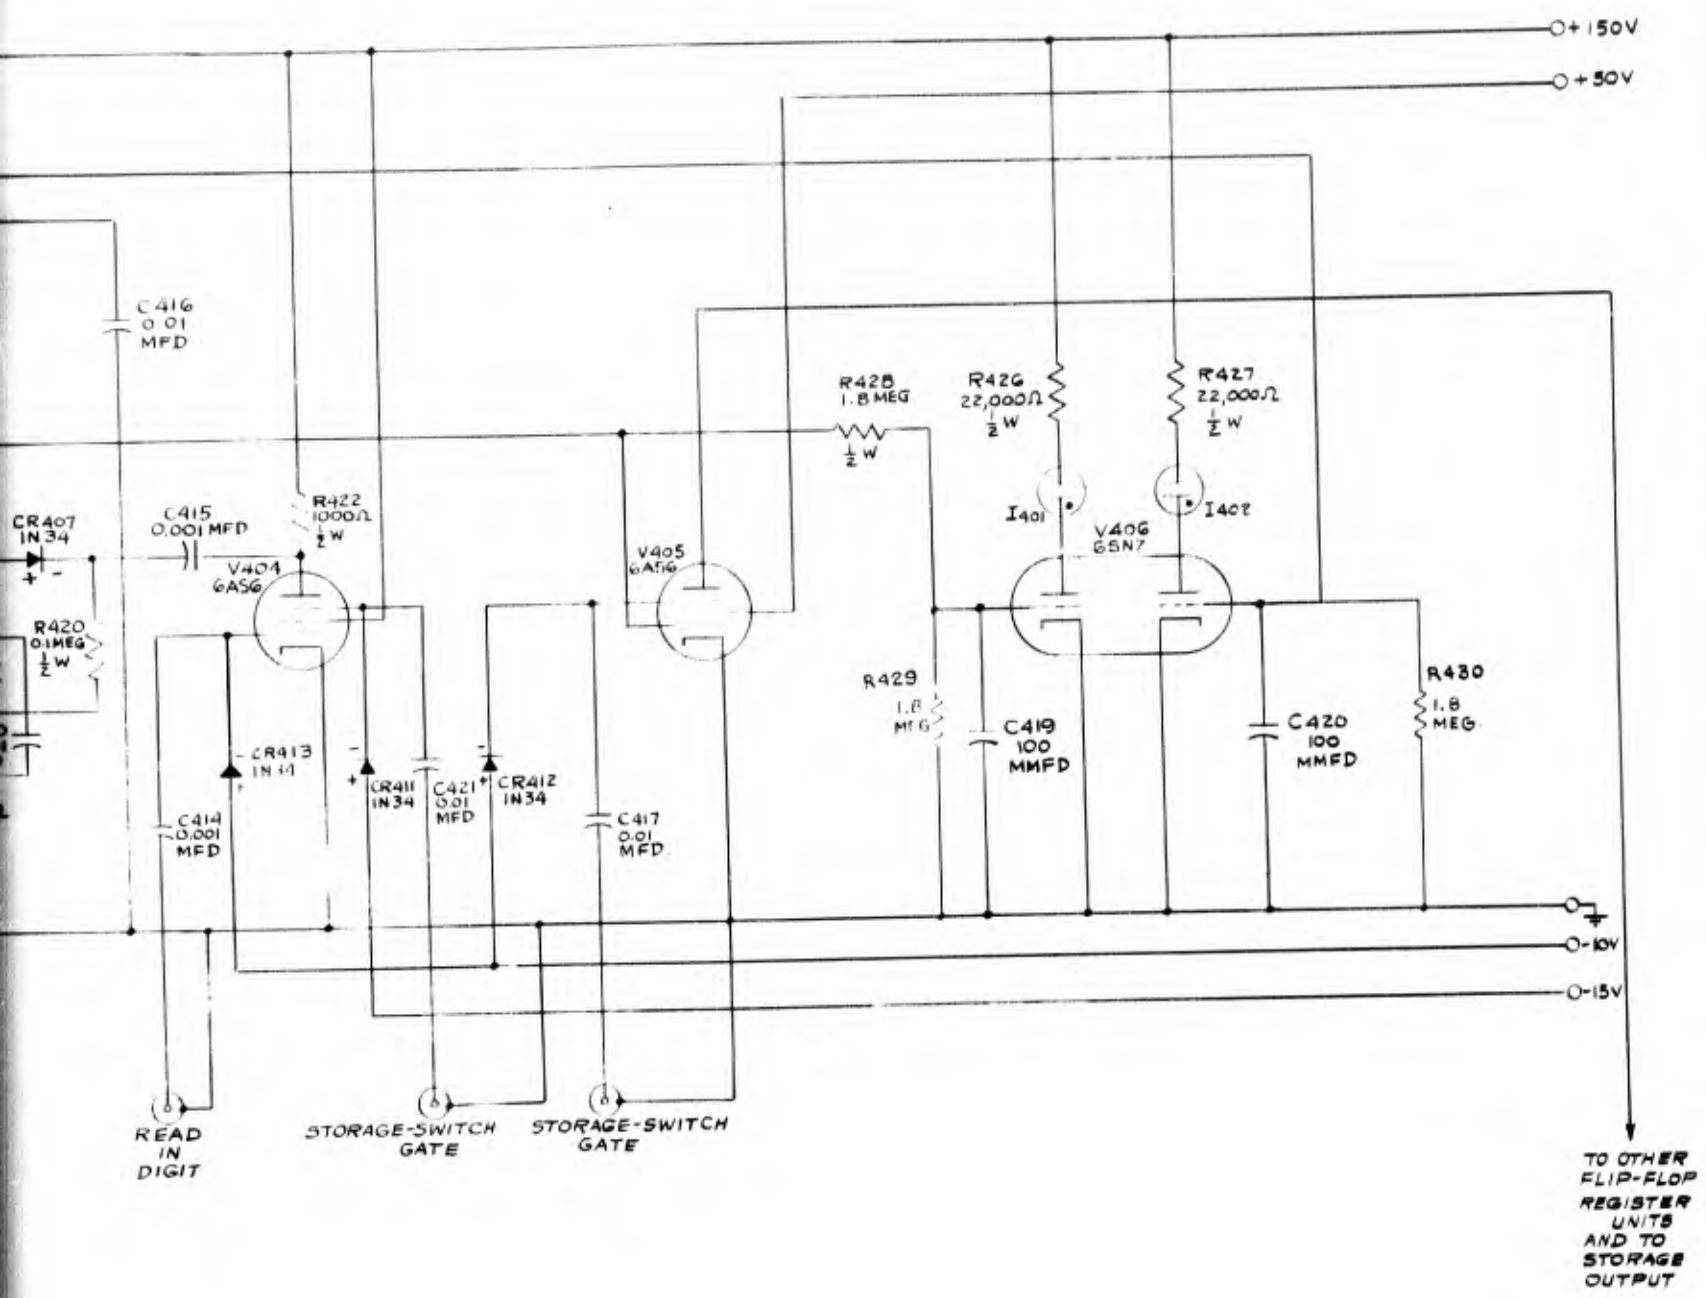 +150V
+50V
C416
0.01
MFD
R428
1.8 MEG
½ W
R426
22,000Ω
½ W
R427
22,000Ω
½ W
I401
I402
V406
6SN7
CR407
IN34
+ -
C415
0.001 MFD
R422
1000Ω
½ W
V404
6AS6
V405
6AS6
R420
0.1MEG
½ W
R429
1.8
MEG
C419
100
MMFD
C420
100
MMFD
R430
1.8
MEG.
CR413
IN34
-
+
C414
0.001
MFD
-
+
CR411
IN34
C421
0.01
MFD
-
+
CR412
IN34
C417
0.01
MFD
-10V
-15V
READ
IN
DIGIT
STORAGE-SWITCH
GATE
STORAGE-SWITCH
GATE
TO OTHER
FLIP-FLOP
REGISTER
UNITS
AND TO
STORAGE
OUTPUT